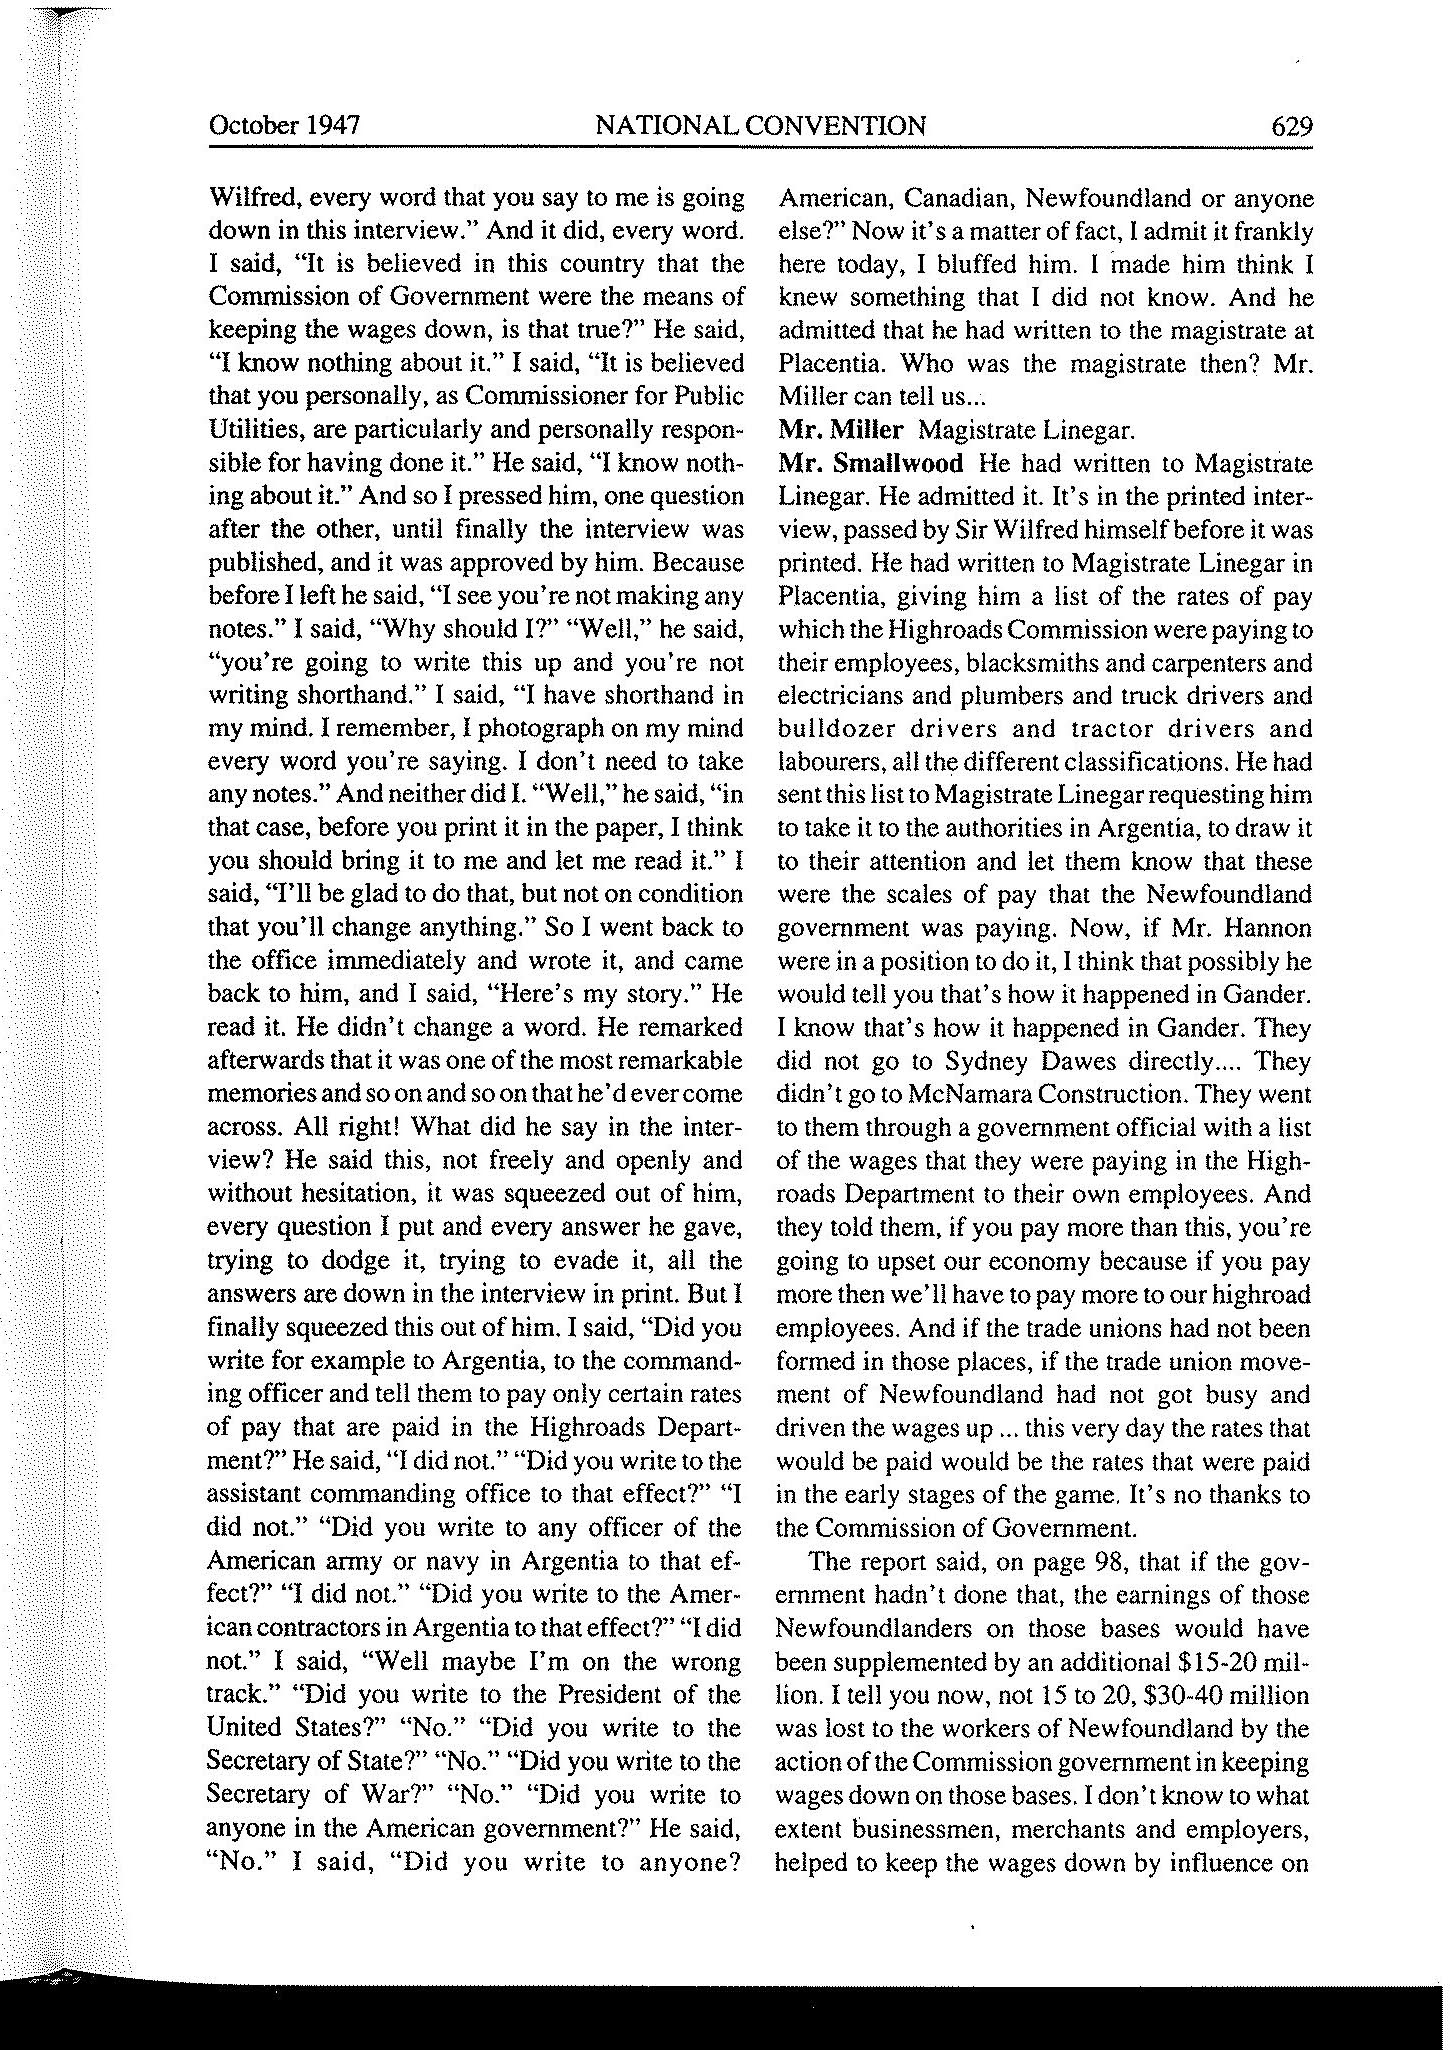 October 1947
NATIONAL CONVENTION
629
Wilfred, every word that you say to me is going
down in this interview.” And it did, every word.
I said, “It is believed in this country that the
Commission of Government were the means of
keeping the wages down, is that true?” He said,
“I know nothing about it.” I said, “It is believed
that you personally, as Commissioner for Public
Utilities, are particularly and personally respon-
sible for having done it.” He said, “I know noth-
ing about it.” And so I pressed him, one question
after the other, until finally the interview was
published, and it was approved by him. Because
before I left he said, “I see you’re not making any
notes.” I said, “Why should I?” “Well,” he said,
“you’re going to write this up and you’re not
writing shorthand.” I said, “I have shorthand in
my mind. I remember, I photograph on my mind
every word you’re saying. I don’t need to take
any notes.” And neither did I. “Well,” he said, “in
that case, before you print it in the paper, I think
you should bring it to me and let me read it.” I
said, “I’ll be glad to do that, but not on condition
that you’ll change anything.” So I went back to
the office immediately and wrote it, and came
back to him, and I said, “Here’s my story.” He
read it. He didn’t change a word. He remarked
afterwards that it was one of the most remarkable
memories and so on and so on that he’d ever come
across. All right! What did he say in the inter-
view? He said this, not freely and openly and
without hesitation, it was squeezed out of him,
every question I put and every answer he gave,
trying to dodge it, trying to evade it, all the
answers are down in the interview in print. But I
finally squeezed this out of him. I said, “Did you
write for example to Argentia, to the command-
ing officer and tell them to pay only certain rates
of pay that are paid in the Highroads Depart-
ment?” He said, “I did not.” “Did you write to the
assistant commanding office to that effect?” “I
did not.” “Did you write to any officer of the
American army or navy in Argentia to that ef-
fect?” “I did not.” “Did you write to the Amer-
ican contractors in Argentia to that effect?” “I did
not.” I said, “Well maybe I’m on the wrong
track.” “Did you write to the President of the
United States?” “No.” “Did you write to the
Secretary of State?” “No.” “Did you write to the
Secretary of War?” “No.” “Did you write to
anyone in the American government?” He said,
“No.” I said, “Did you write to anyone?
American, Canadian, Newfoundland or anyone
else?” Now it’s a matter of fact, I admit it frankly
here today, I bluffed him. I made him think I
knew something that I did not know. And he
admitted that he had written to the magistrate at
Placentia. Who was the magistrate then? Mr.
Miller can tell us...
Mr. Miller Magistrate Linegar.
Mr. Smallwood He had written to Magistrate
Linegar. He admitted it. It’s in the printed inter-
view, passed by Sir Wilfred himself before it was
printed. He had written to Magistrate Linegar in
Placentia, giving him a list of the rates of pay
which the Highroads Commission were paying to
their employees, blacksmiths and carpenters and
electricians and plumbers and truck drivers and
bulldozer drivers and tractor drivers and
labourers, all the different classifications. He had
sent this list to Magistrate Linegar requesting him
to take it to the authorities in Argentia, to draw it
to their attention and let them know that these
were the scales of pay that the Newfoundland
government was paying. Now, if Mr. Hannon
were in a position to do it, I think that possibly he
would tell you that’s how it happened in Gander.
I know that’s how it happened in Gander. They
did not go to Sydney Dawes directly.... They
didn’t go to McNamara Construction. They went
to them through a government official with a list
of the wages that they were paying in the High-
roads Department to their own employees. And
they told them, if you pay more than this, you’re
going to upset our economy because if you pay
more then we’ll have to pay more to our highroad
employees. And if the trade unions had not been
formed in those places, if the trade union move-
ment of Newfoundland had not got busy and
driven the wages up ... this very day the rates that
would be paid would be the rates that were paid
in the early stages of the game. It’s no thanks to
the Commission of Government.
The report said, on page 98, that if the gov-
ernment hadn’t done that, the earnings of those
Newfoundlanders on those bases would have
been supplemented by an additional $15-20 mil-
lion. I tell you now, not 15 to 20, $30-40 million
was lost to the workers of Newfoundland by the
action of the Commission government in keeping
wages down on those bases. I don’t know to what
extent businessmen, merchants and employers,
helped to keep the wages down by influence on